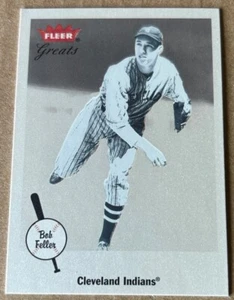 FLEER
Greats
Bob
Feller
Cleveland Indians®